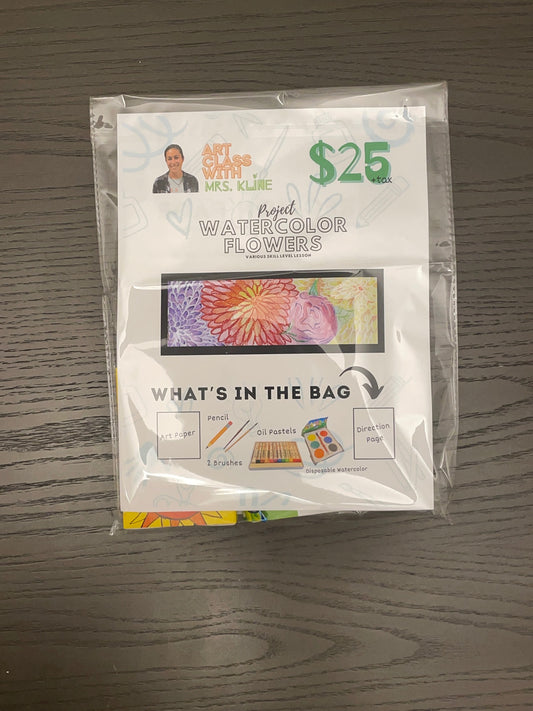 ART
CLASS
WITH
MRS. KLINE
$25
+tax
Project
WATERCOLOR
FLOWERS
VARIOUS SKILL LEVEL LESSON
WHAT'S IN THE BAG
Art Paper
Pencil
2 Brushes
Oil Pastels
Disposable Watercolor
Direction
Page